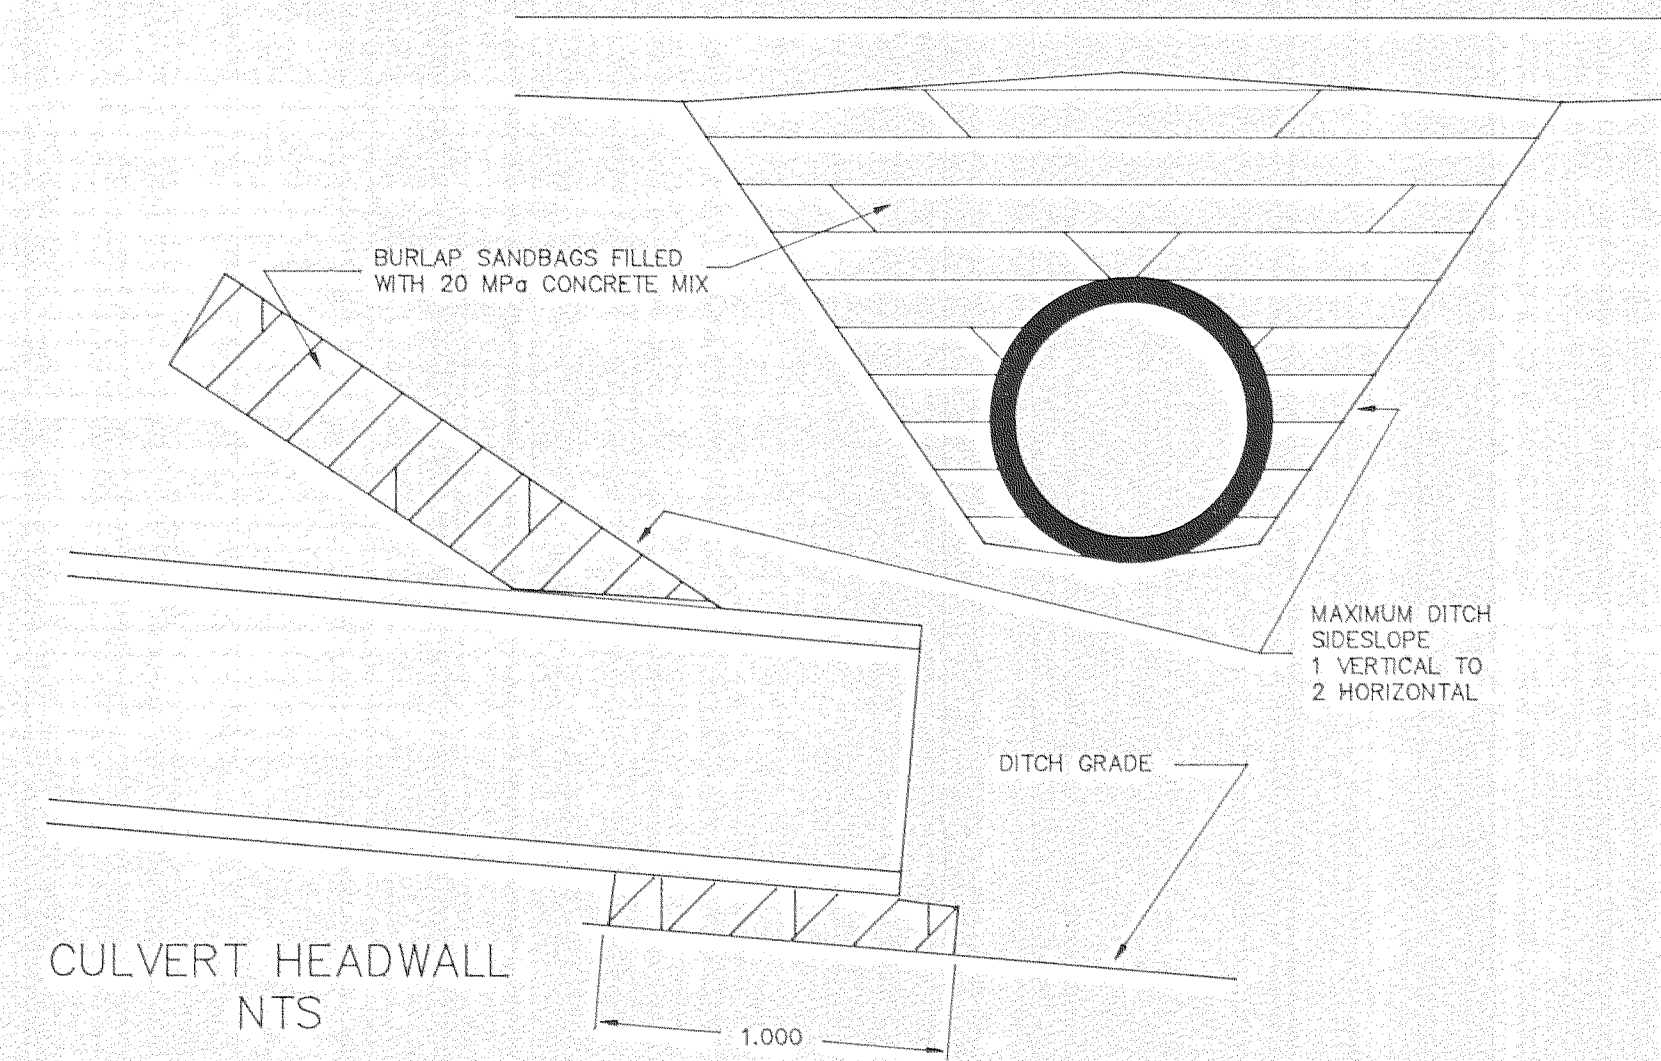 BURLAP SANDBAGS FILLED
WITH 20 MPa CONCRETE MIX
MAXIMUM DITCH
SIDESLOPE
1 VERTICAL TO
2 HORIZONTAL
DITCH GRADE
CULVERT HEADWALL
NTS
1.000